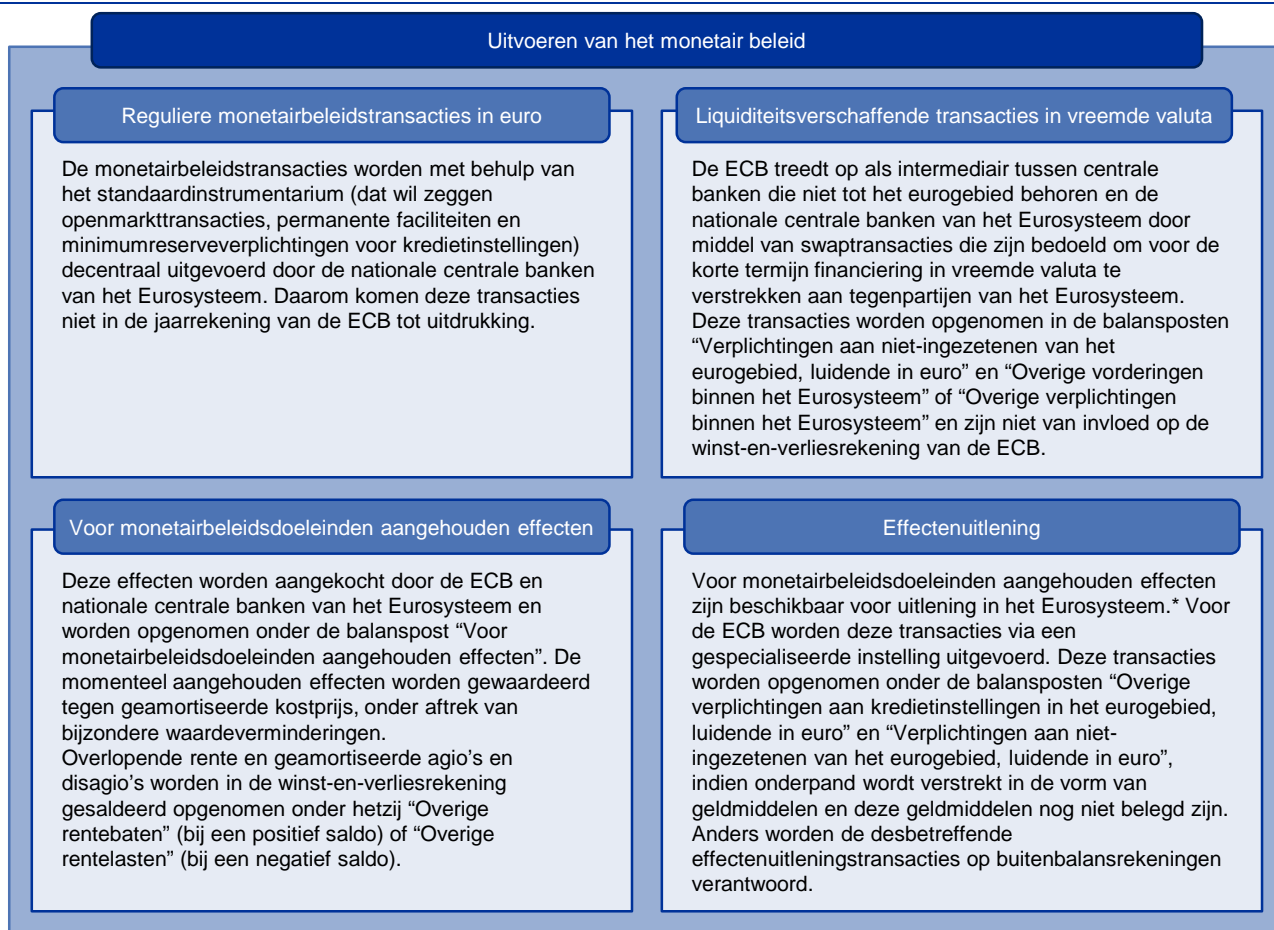 Uitvoeren van het monetair beleid
Reguliere monetairbeleidstransacties in euro
De monetairbeleidstransacties worden met behulp van
het standaardinstrumentarium (dat wil zeggen
openmarkttransacties, permanente faciliteiten en
minimumreserveverplichtingen voor kredietinstellingen)
decentraal uitgevoerd door de nationale centrale banken
van het Eurosysteem. Daarom komen deze transacties
niet in de jaarrekening van de ECB tot uitdrukking.
Liquiditeitsverschaffende transacties in vreemde valuta
De ECB treedt op als intermediair tussen centrale
banken die niet tot het eurogebied behoren en de
nationale centrale banken van het Eurosysteem door
middel van swaptransacties die zijn bedoeld om voor de
korte termijn financiering in vreemde valuta te
verstrekken aan tegenpartijen van het Eurosysteem.
Deze transacties worden opgenomen in de balansposten
“Verplichtingen aan niet-ingezetenen van het
eurogebied, luidende in euro” en “Overige vorderingen
binnen het Eurosysteem” of “Overige verplichtingen
binnen het Eurosysteem” en zijn niet van invloed op de
winst-en-verliesrekening van de ECB.
Voor monetairbeleidsdoeleinden aangehouden effecten
Deze effecten worden aangekocht door de ECB en
nationale centrale banken van het Eurosysteem en
worden opgenomen onder de balanspost “Voor
monetairbeleidsdoeleinden aangehouden effecten”. De
momenteel aangehouden effecten worden gewaardeerd
tegen geamortiseerde kostprijs, onder aftrek van
bijzondere waardeverminderingen.
Overlopende rente en geamortiseerde agio’s en
disagio’s worden in de winst-en-verliesrekening
gesaldeerd opgenomen onder hetzij “Overige
rentebaten” (bij een positief saldo) of “Overige
rentelasten” (bij een negatief saldo).
Effectenuitlening
Voor monetairbeleidsdoeleinden aangehouden effecten
zijn beschikbaar voor uitlening in het Eurosysteem.* Voor
de ECB worden deze transacties via een
gespecialiseerde instelling uitgevoerd. Deze transacties
worden opgenomen onder de balansposten “Overige
verplichtingen aan kredietinstellingen in het eurogebied,
luidende in euro” en “Verplichtingen aan niet-
ingezetenen van het eurogebied, luidende in euro”,
indien onderpand wordt verstrekt in de vorm van
geldmiddelen en deze geldmiddelen nog niet belegd zijn.
Anders worden de desbetreffende
effectenuitleningstransacties op buitenbalansrekeningen
verantwoord.